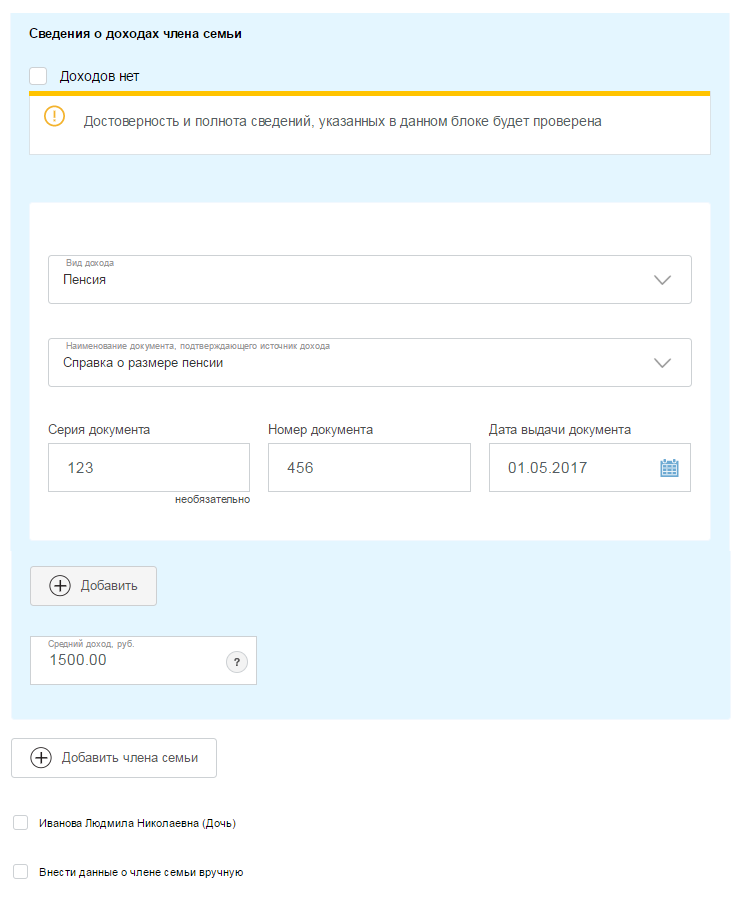 Сведения о доходах члена семьи
Доходов нет
Достоверность и полнота сведений, указанных в данном блоке будет проверена
Вид дохода
Пенсия
Наименование документа, подтверждающего источник дохода
Справка о размере пенсии
Серия документа Номер документа Дата выдачи документа
123 456 01.05.2017
необязательно
Добавить
Средний доход, руб.
1500.00 ?
Добавить члена семьи
Иванова Людмила Николаевна (Дочь)
Внести данные о члене семьи вручную